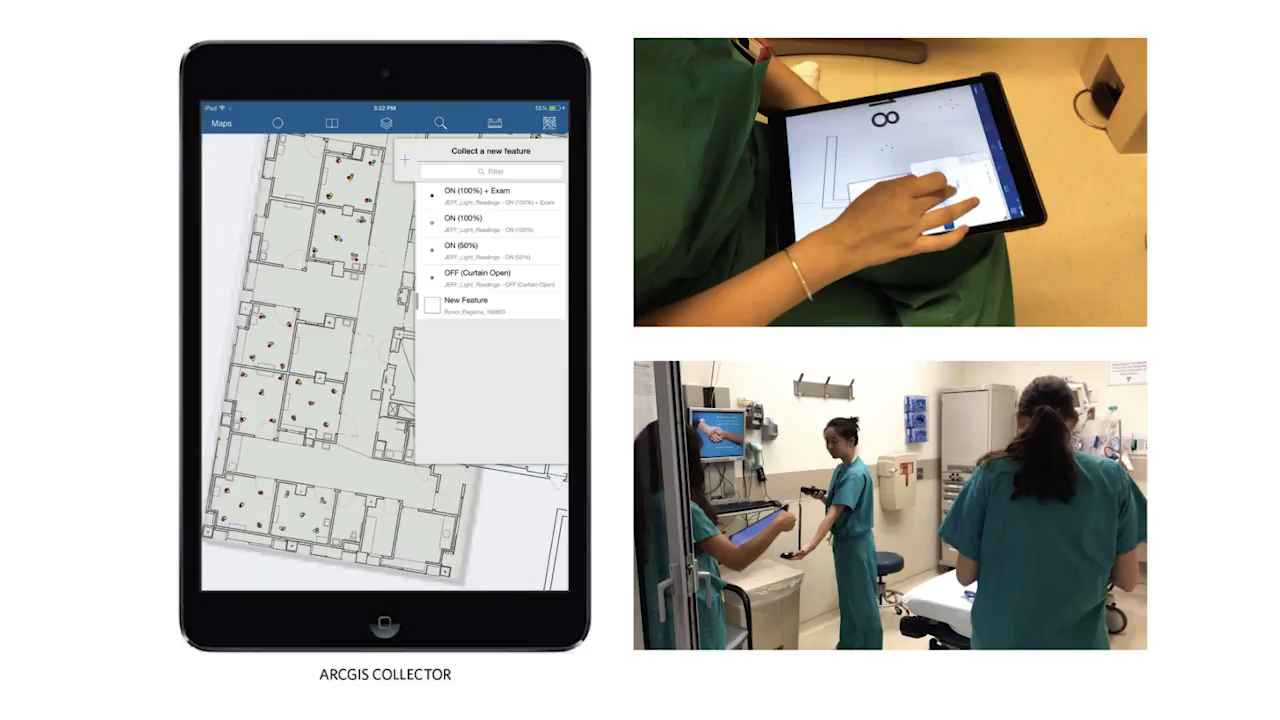 iPad
3:22 PM
55%
Maps
Collect a new feature
Filter
ON (100%) + Exam
JEFF_Light_Readings - ON (100%) + Exam
ON (100%)
JEFF_Light_Readings - ON (100%)
ON (50%)
JEFF_Light_Readings - ON (50%)
OFF (Curtain Open)
JEFF_Light_Readings - OFF (Curtain Open)
New Feature
Room_Regions_160803
18
ARCGIS COLLECTOR